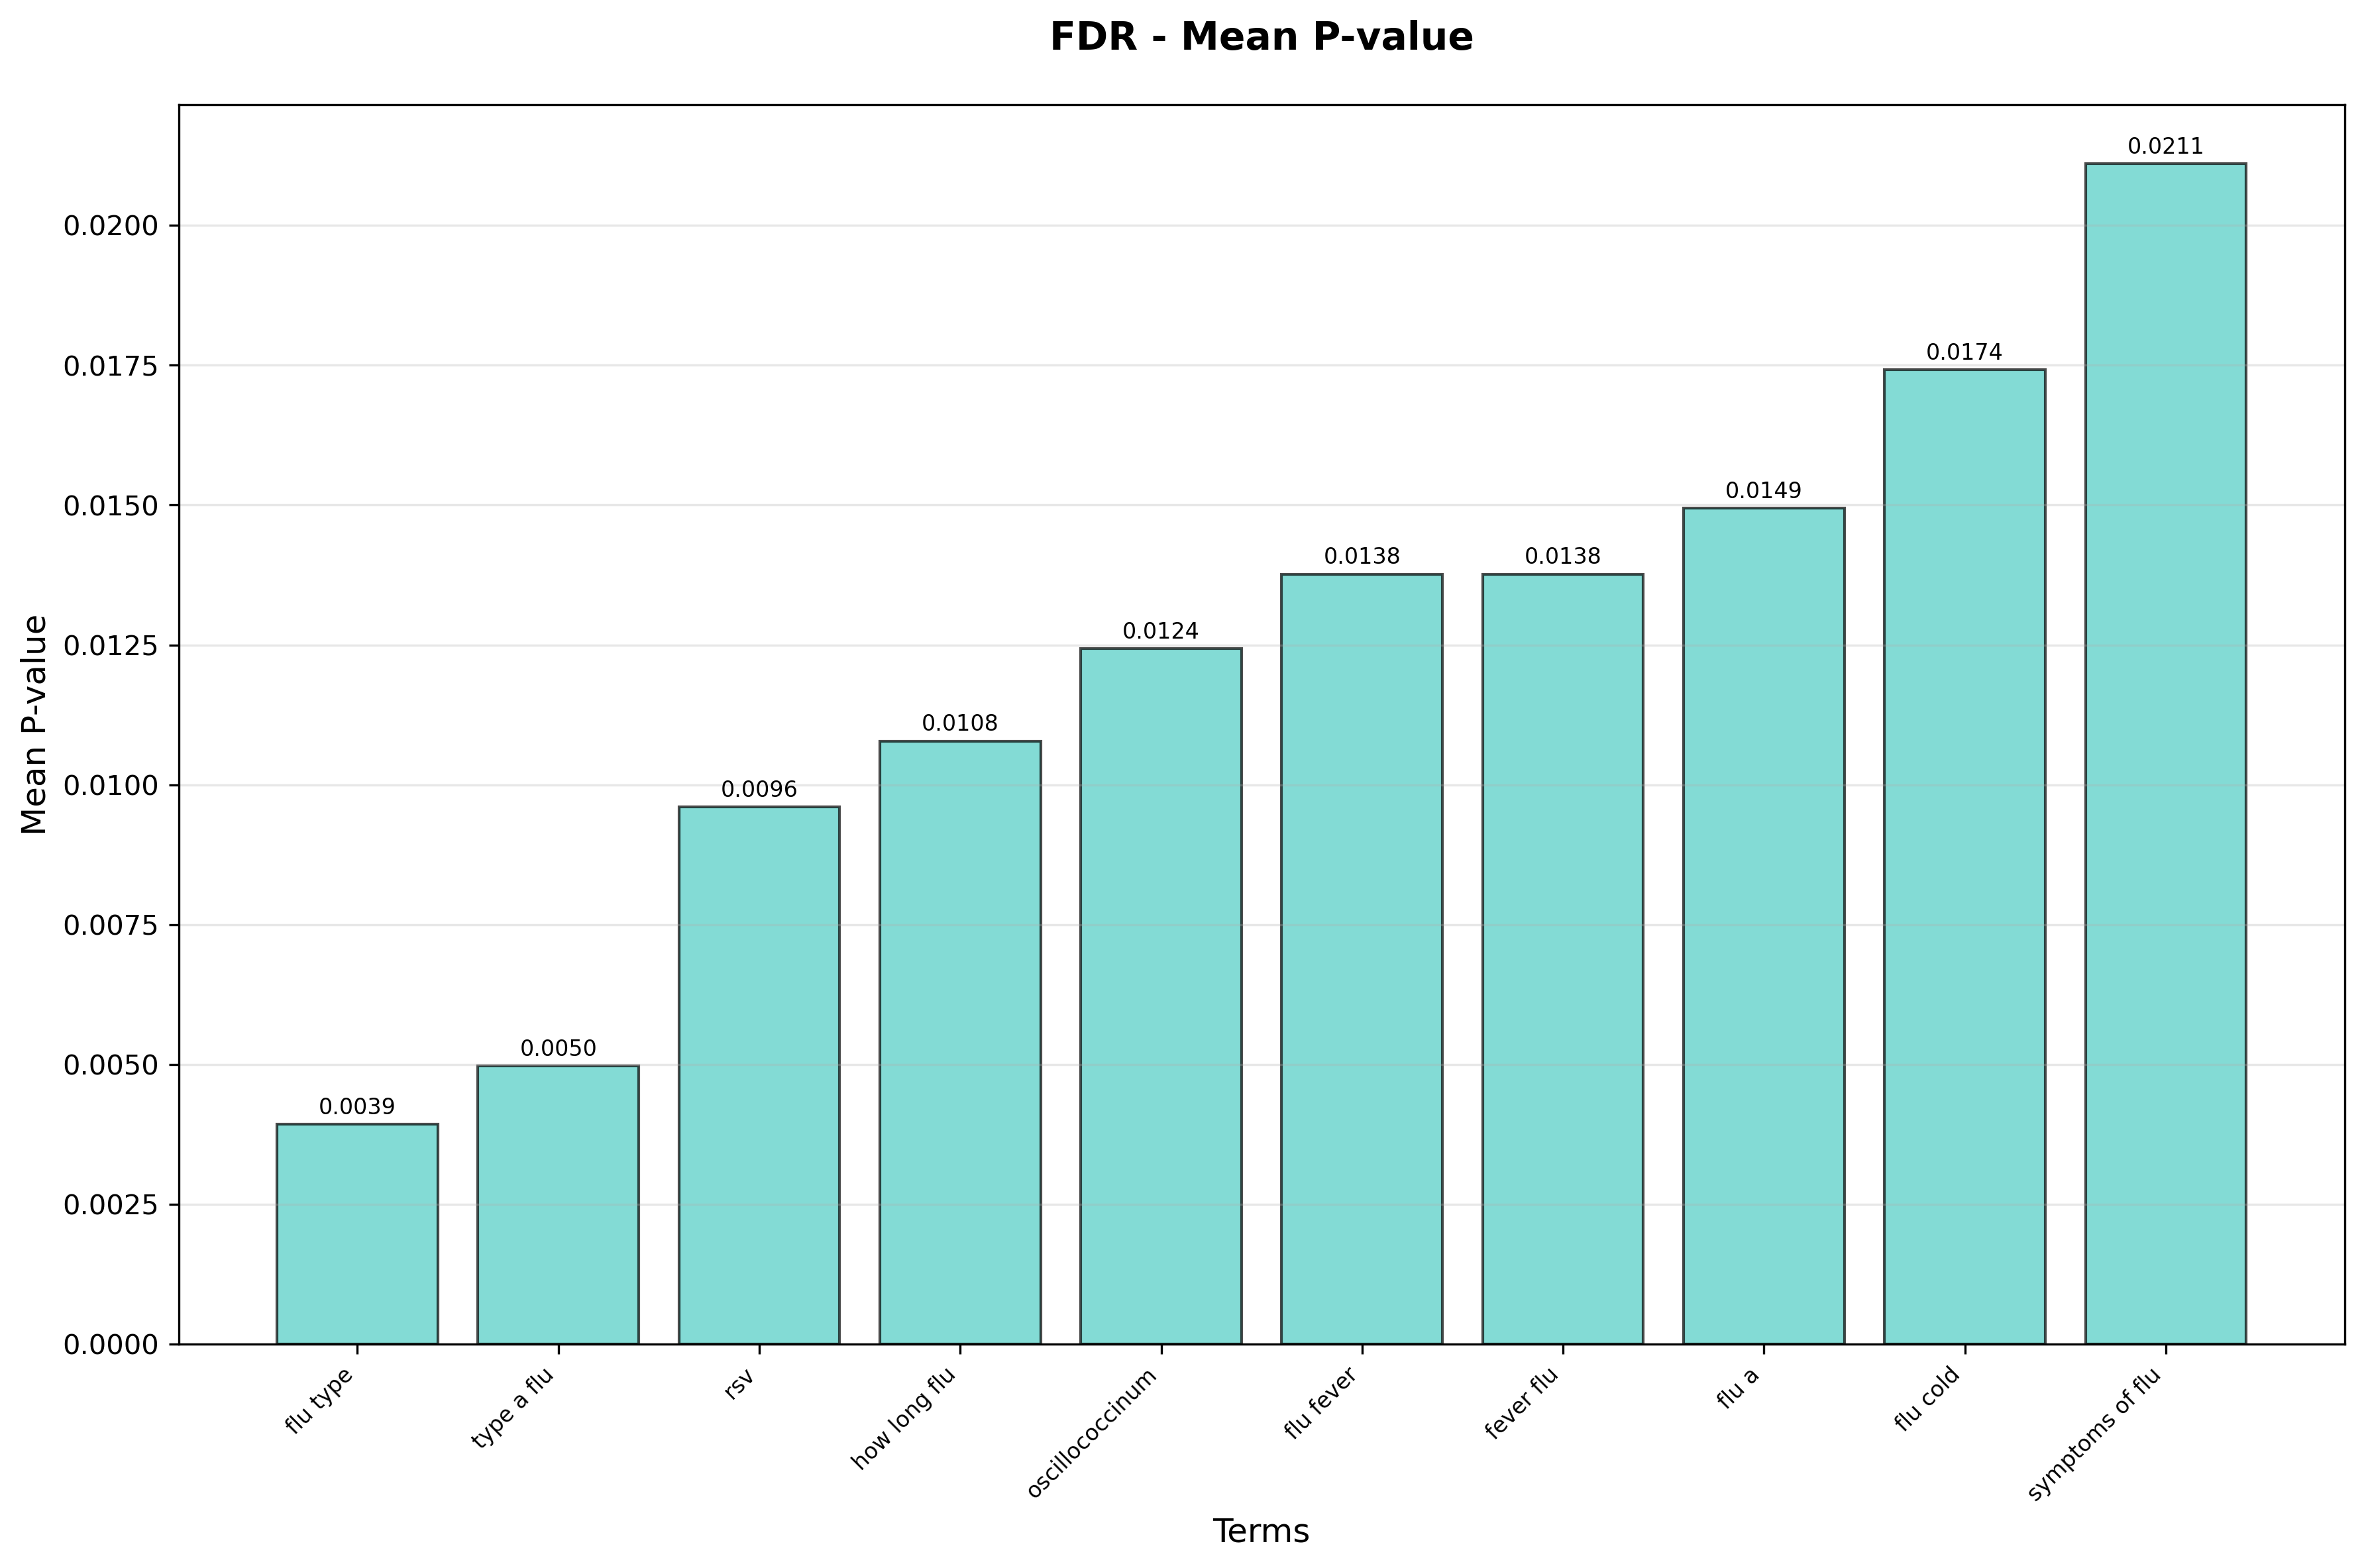 FDR - Mean P-value
Mean P-value
0.0200
0.0175
0.0150
0.0125
0.0100
0.0075
0.0050
0.0025
0.0000
0.0039
0.0050
0.0096
0.0108
0.0124
0.0138
0.0138
0.0149
0.0174
0.0211
flu type
type a flu
rsv
how long flu
oscillococcinum
flu fever
fever flu
flu a
flu cold
symptoms of flu
Terms